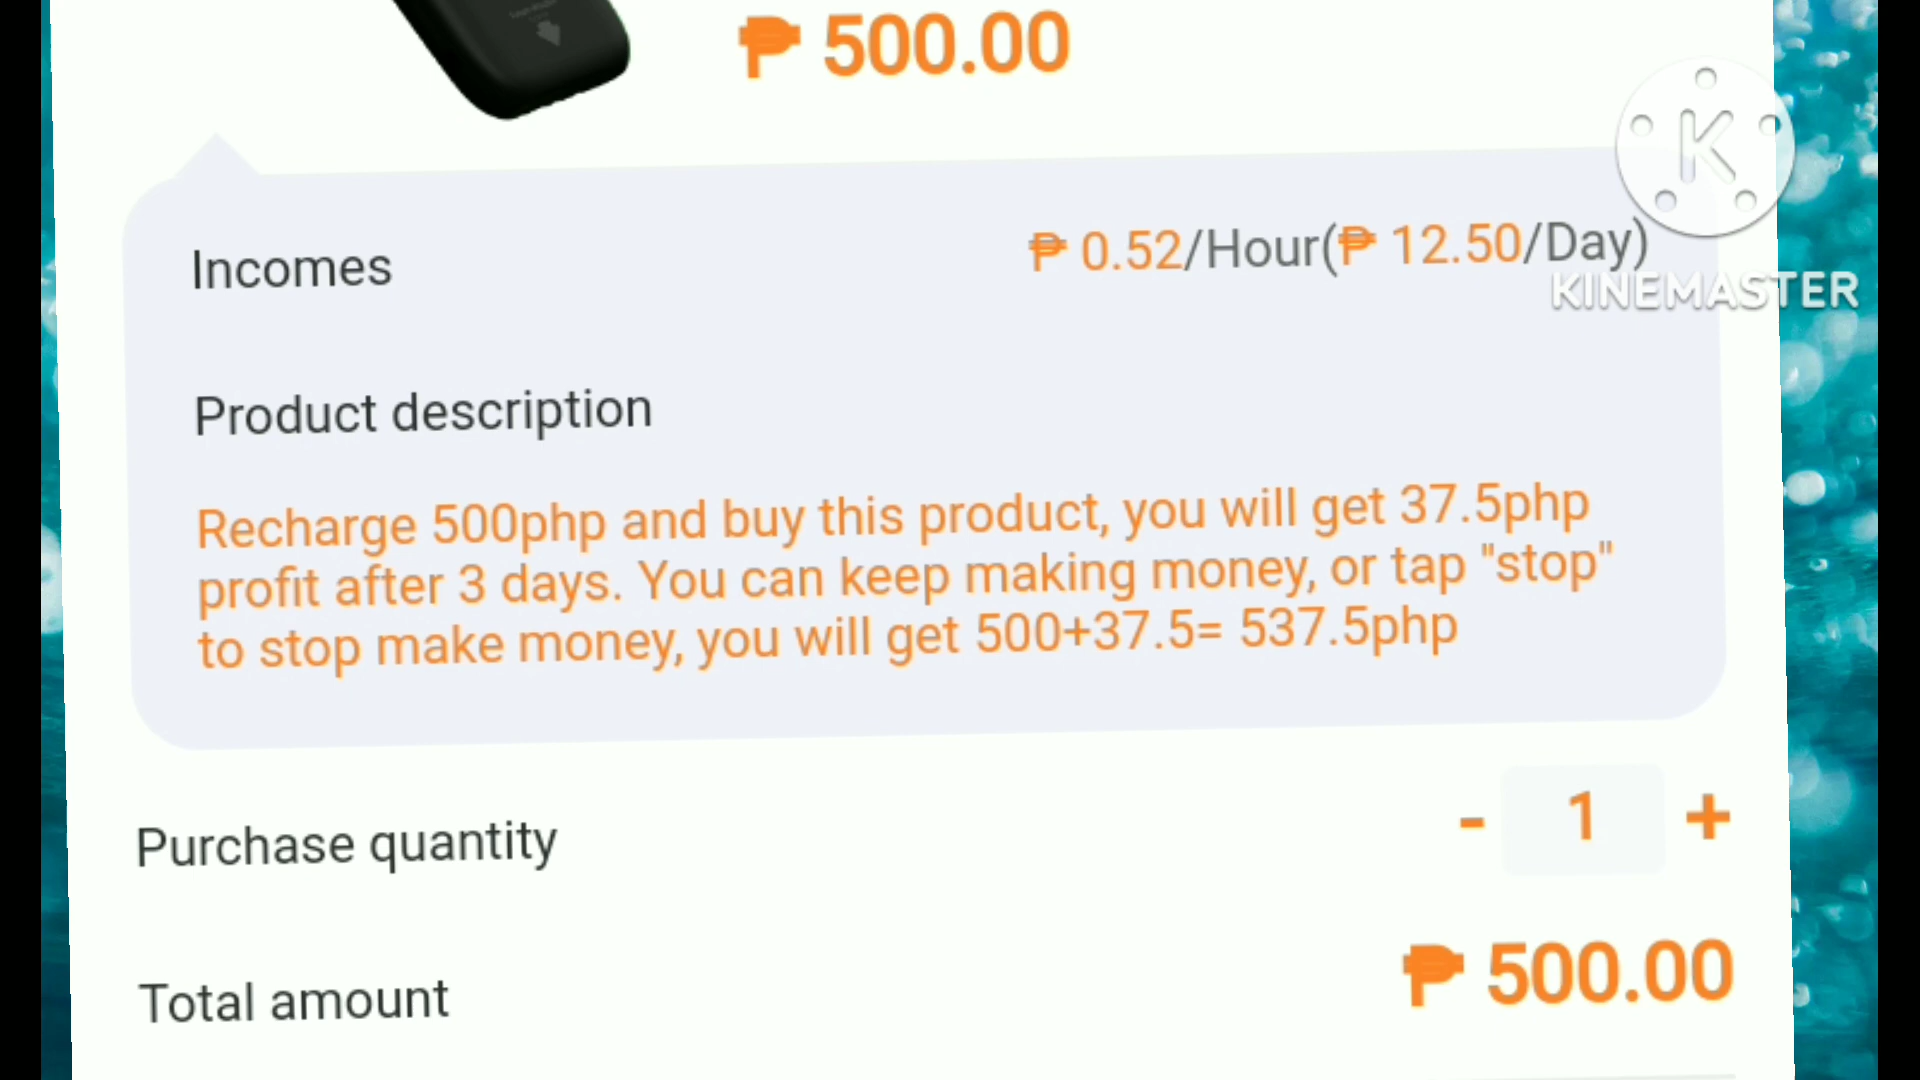 ₱ 500.00
Incomes
₱ 0.52/Hour(₱ 12.50/Day)
KINEMASTER
Product description
Recharge 500php and buy this product, you will get 37.5php
profit after 3 days. You can keep making money, or tap "stop"
to stop make money, you will get 500+37.5= 537.5php
Purchase quantity
- 1 +
Total amount
₱ 500.00